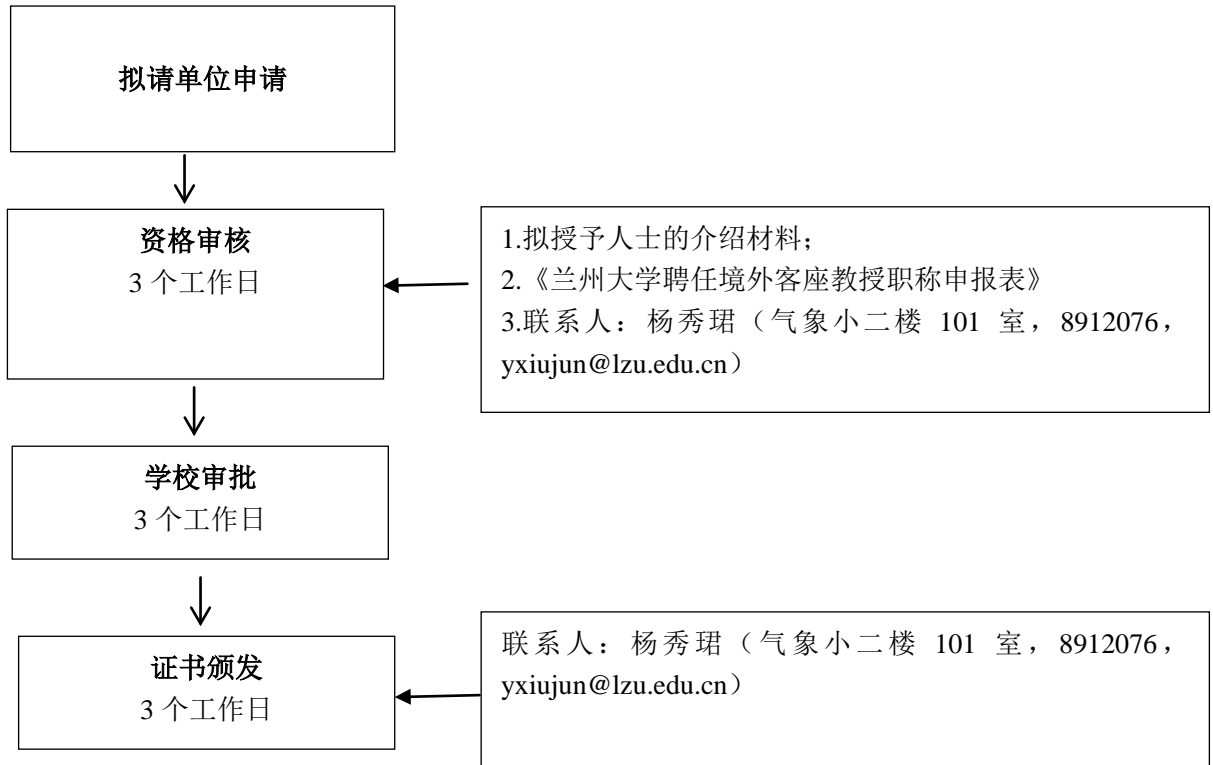 拟请单位申请
资格审核
3 个工作日
1.拟授予人士的介绍材料；
2.《兰州大学聘任境外客座教授职称申报表》
3.联系人：杨秀珺（气象小二楼 101 室，8912076，
yxiujun@lzu.edu.cn）
学校审批
3 个工作日
证书颁发
3 个工作日
联系人：杨秀珺（气象小二楼 101 室，8912076，
yxiujun@lzu.edu.cn）